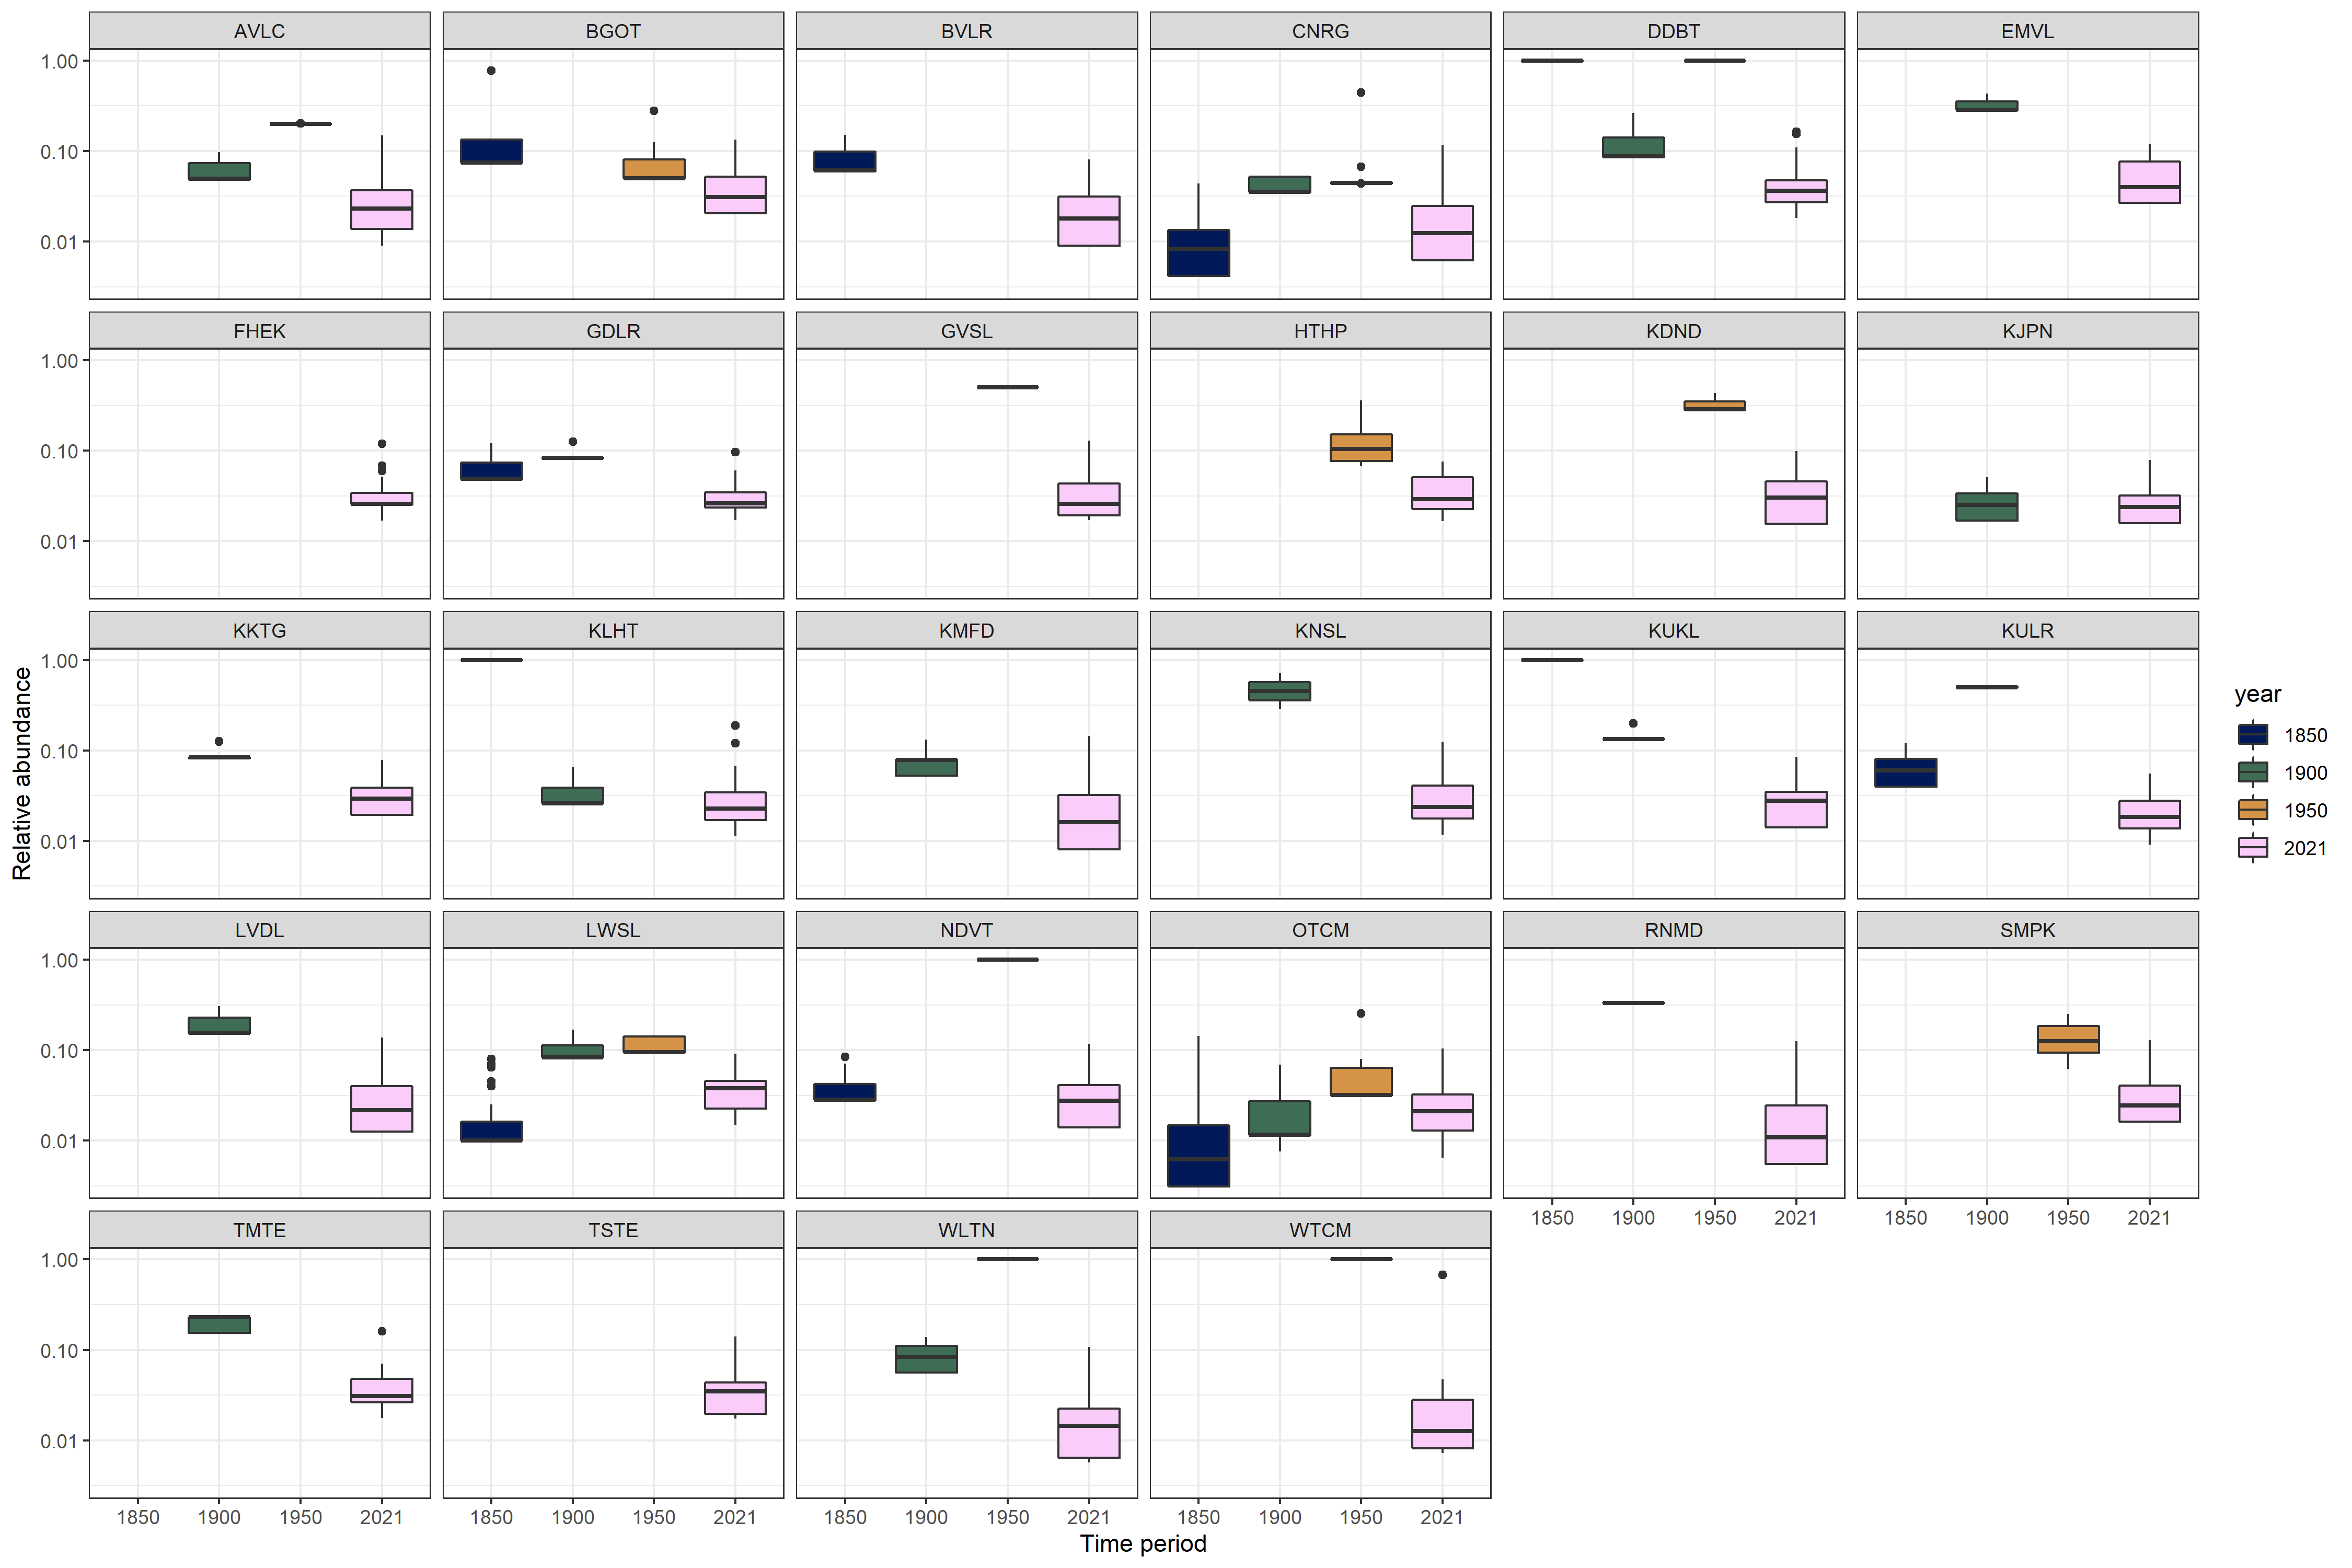 AVLC BGOT BVLR CNRG DDBT EMVL
1.00
0.10
0.01
FHEK GDLR GVSL HTHP KDND KJPN
1.00
0.10
0.01
KKTG KLHT KMFD KNSL KUKL KULR
1.00
0.10
0.01
Relative abundance
year
1850
1900
1950
2021
LVDL LWSL NDVT OTCM RNMD SMPK
1.00
0.10
0.01
1850 1900 1950 2021 1850 1900 1950 2021
TMTE TSTE WLTN WTCM
1.00
0.10
0.01
1850 1900 1950 2021 1850 1900 1950 2021 1850 1900 1950 2021 1850 1900 1950 2021
Time period